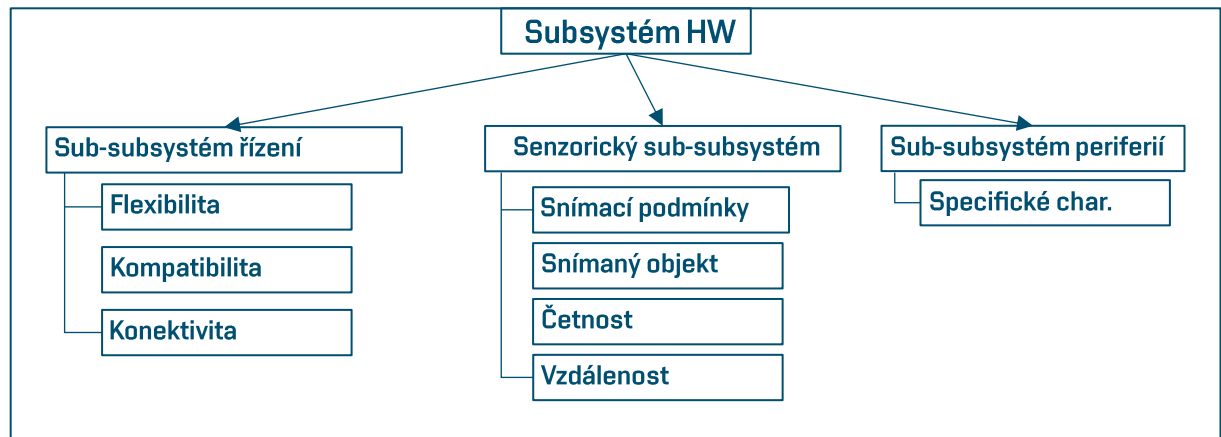 Subsystém HW
Sub-subsystém řízení
Flexibilita
Kompatibilita
Konektivita
Senzorický sub-subsystém
Snímací podmínky
Snímaný objekt
Četnost
Vzdálenost
Sub-subsystém periferií
Specifické char.